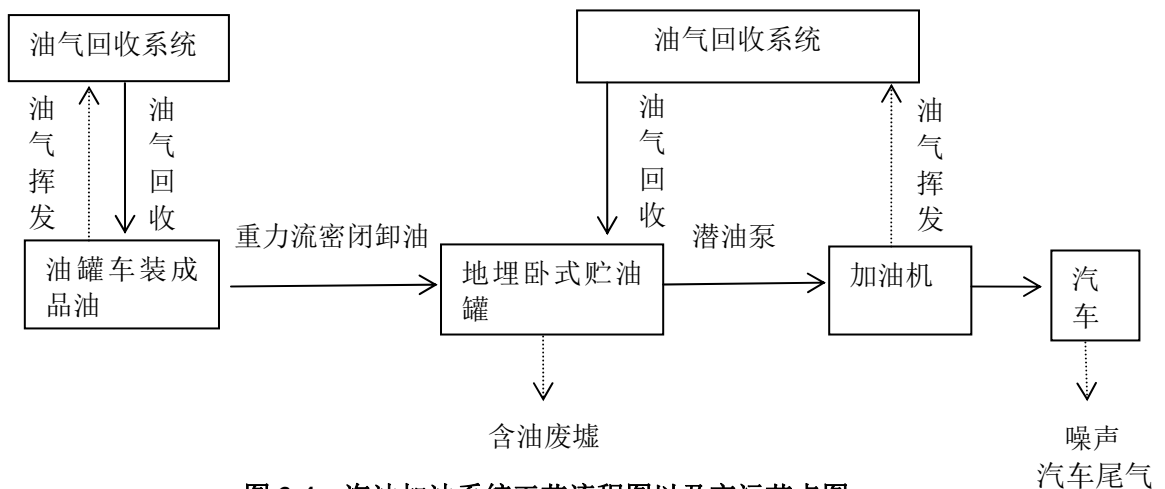 油气回收系统
油气回收系统
油气挥发
油气回收
油气回收
油气挥发
重力流密闭卸油
潜油泵
油罐车装成
品油
地埋卧式贮油
罐
加油机
汽
车
含油废墟
噪声
汽车尾气